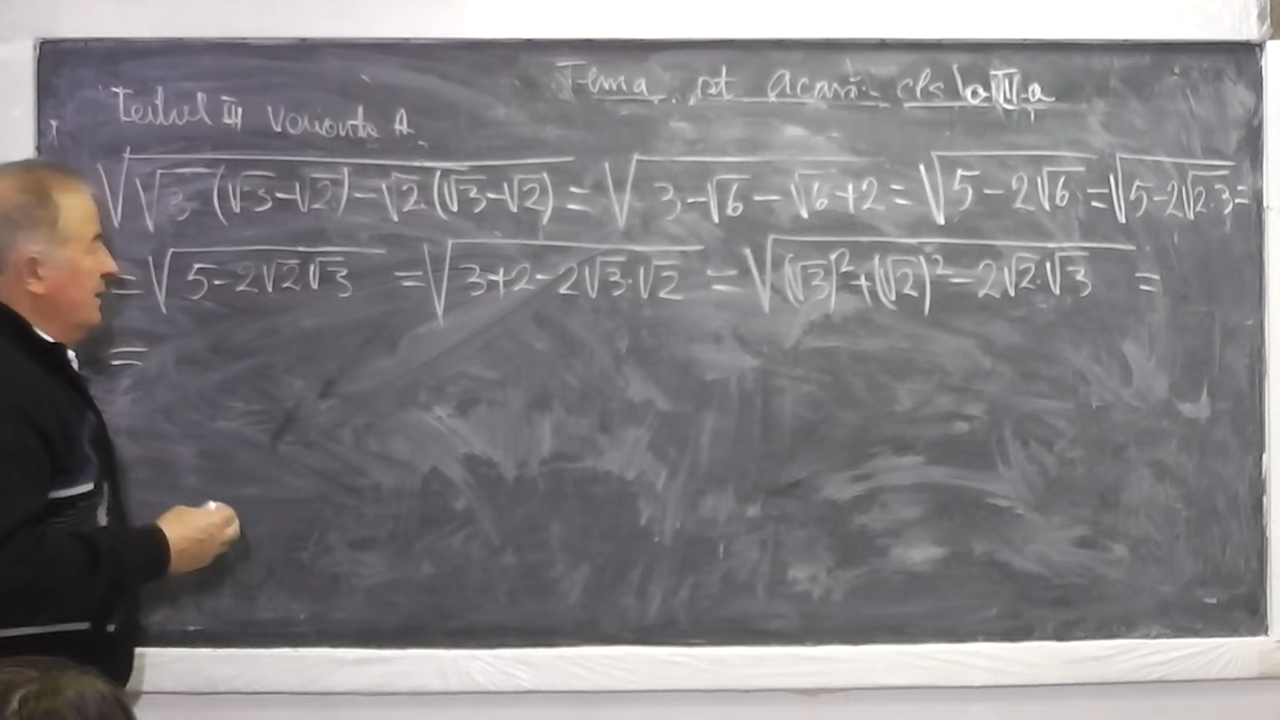 Tema pt acasă cls a VII-a
Testul III varianta A
√(√3(√3-√2)-√2(√3-√2)) = √(3-√6-√6+2) = √(5-2√6) = √(5-2√2·3) =
= √(5-2√2√3) = √(3+2-2√3·√2) = √((√3)²+(√2)²-2√2·√3) =
=